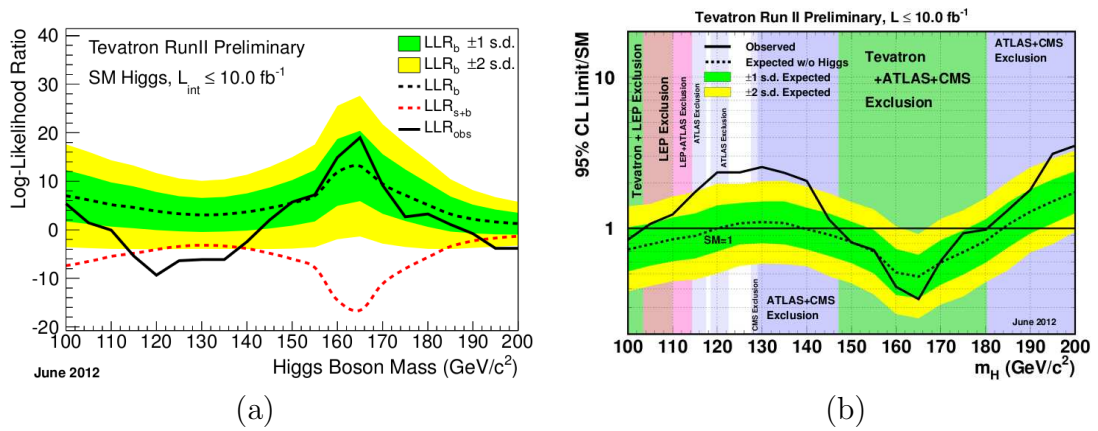 Tevatron RunII Preliminary
SM Higgs, L_int ≤ 10.0 fb⁻¹
LLR_b ±1 s.d.
LLR_b ±2 s.d.
LLR_b
LLR_s+b
LLR_obs
Log-Likelihood Ratio
40
30
20
10
0
-10
-20
100 110 120 130 140 150 160 170 180 190 200
June 2012
Higgs Boson Mass (GeV/c²)
(a)
Tevatron Run II Preliminary, L ≤ 10.0 fb⁻¹
95% CL Limit/SM
10
1
Tevatron + LEP Exclusion
LEP Exclusion
LEP+ATLAS Exclusion
ATLAS Exclusion
ATLAS Exclusion
CMS Exclusion
Observed
Expected w/o Higgs
±1 s.d. Expected
±2 s.d. Expected
Tevatron
+ATLAS+CMS
Exclusion
ATLAS+CMS
Exclusion
SM=1
ATLAS+CMS
Exclusion
June 2012
100 110 120 130 140 150 160 170 180 190 200
m_H (GeV/c²)
(b)